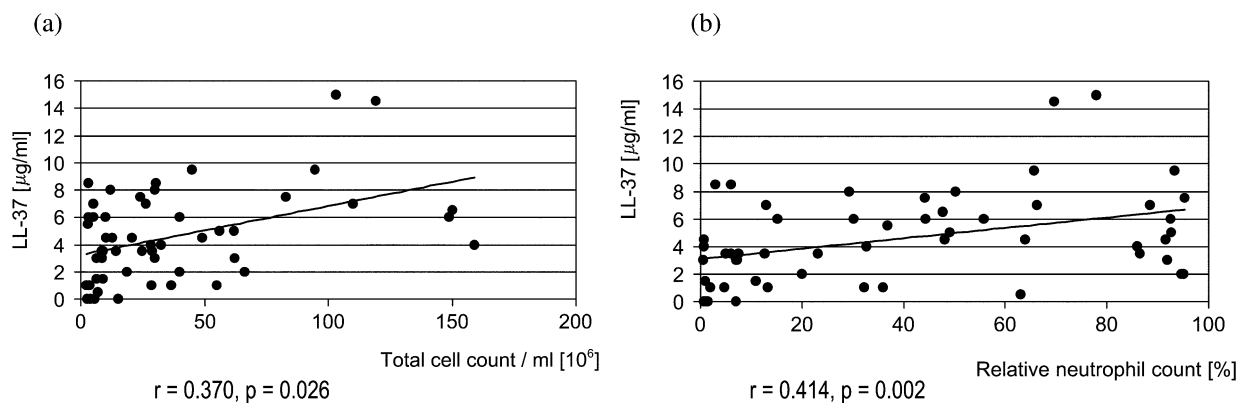 (a)
LL-37 [µg/ml]
16
14
12
10
8
6
4
2
0
0 50 100 150 200
Total cell count / ml [10⁶]
r = 0.370, p = 0.026
(b)
LL-37 [µg/ml]
16
14
12
10
8
6
4
2
0
0 20 40 60 80 100
Relative neutrophil count [%]
r = 0.414, p = 0.002